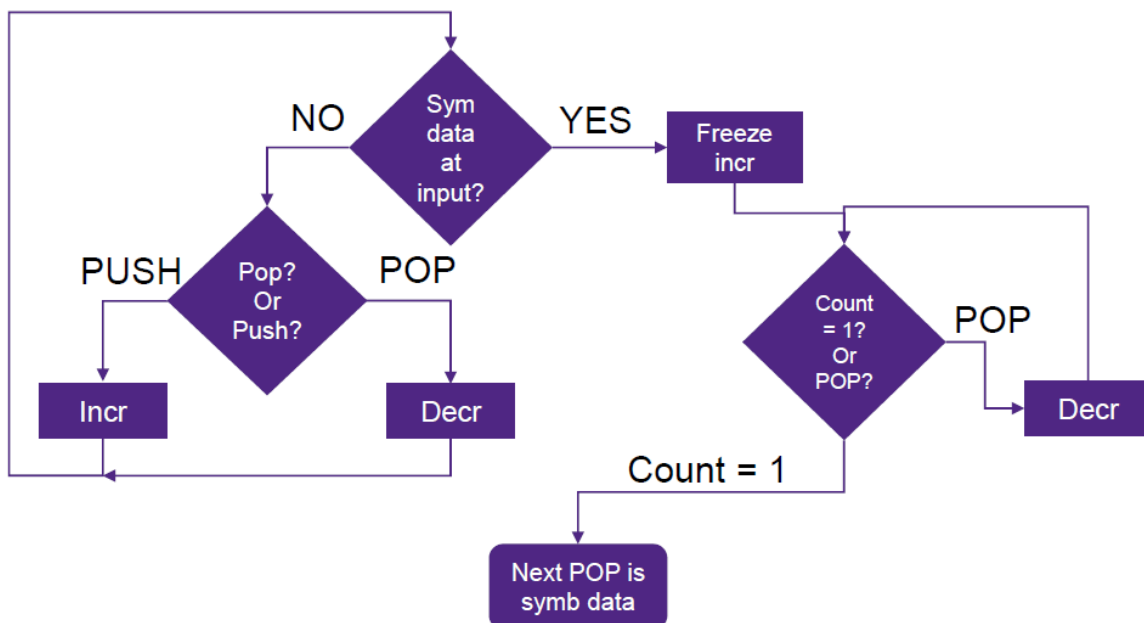 Sym
data
at
input?
NO
YES
Freeze
incr
Pop?
Or
Push?
PUSH
POP
Incr
Decr
Count
= 1?
Or
POP?
POP
Decr
Count = 1
Next POP is
symb data